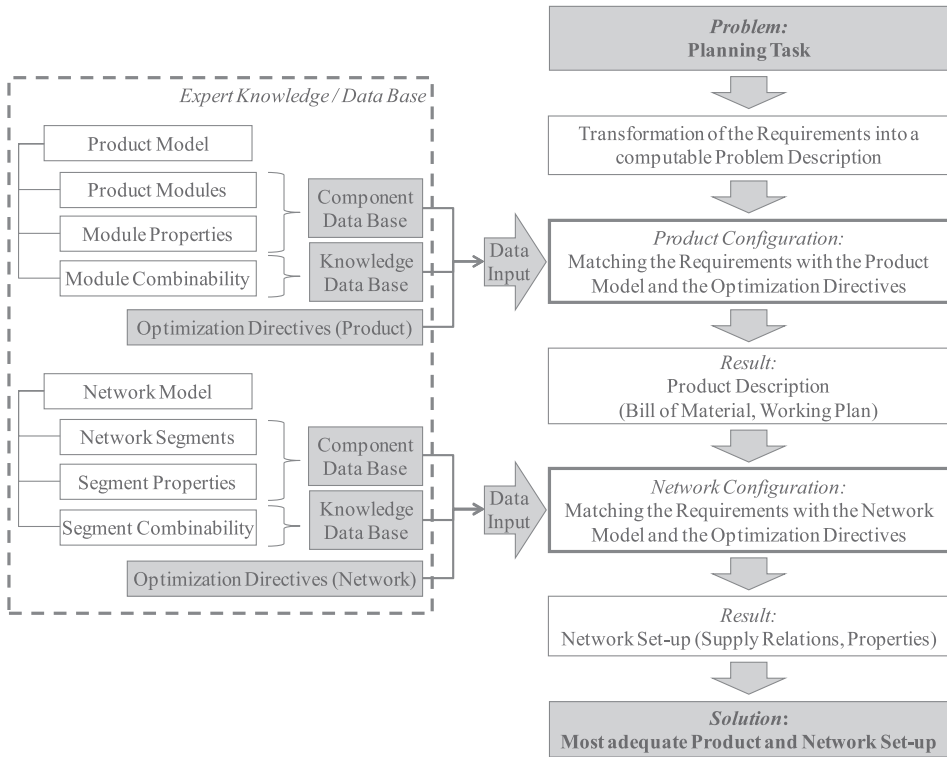 Problem:
Planning Task
Expert Knowledge / Data Base
Product Model
Transformation of the Requirements into a
computable Problem Description
Product Modules
Module Properties
Module Combinability
Component
Data Base
Knowledge
Data Base
Optimization Directives (Product)
Data
Input
Product Configuration:
Matching the Requirements with the Product
Model and the Optimization Directives
Result:
Product Description
(Bill of Material, Working Plan)
Network Model
Network Segments
Segment Properties
Segment Combinability
Component
Data Base
Knowledge
Data Base
Optimization Directives (Network)
Data
Input
Network Configuration:
Matching the Requirements with the Network
Model and the Optimization Directives
Result:
Network Set-up (Supply Relations, Properties)
Solution:
Most adequate Product and Network Set-up